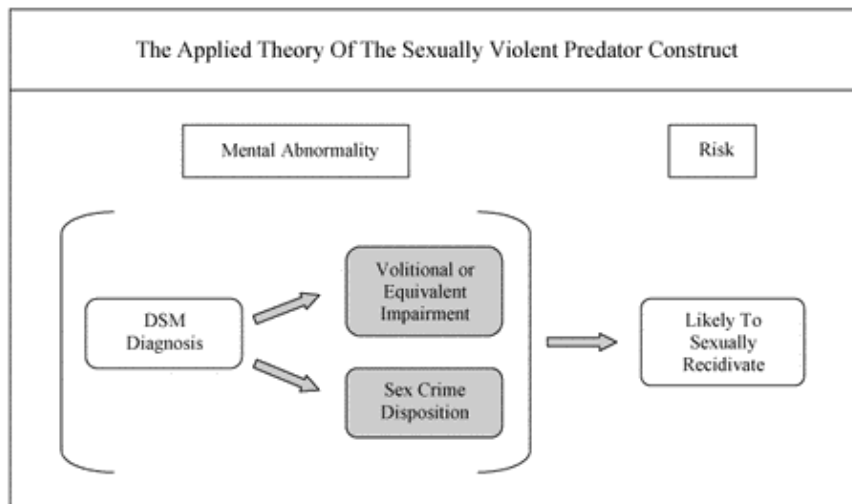 The Applied Theory Of The Sexually Violent Predator Construct
Mental Abnormality
Risk
DSM
Diagnosis
Volitional or
Equivalent
Impairment
Sex Crime
Disposition
Likely To
Sexually
Recidivate